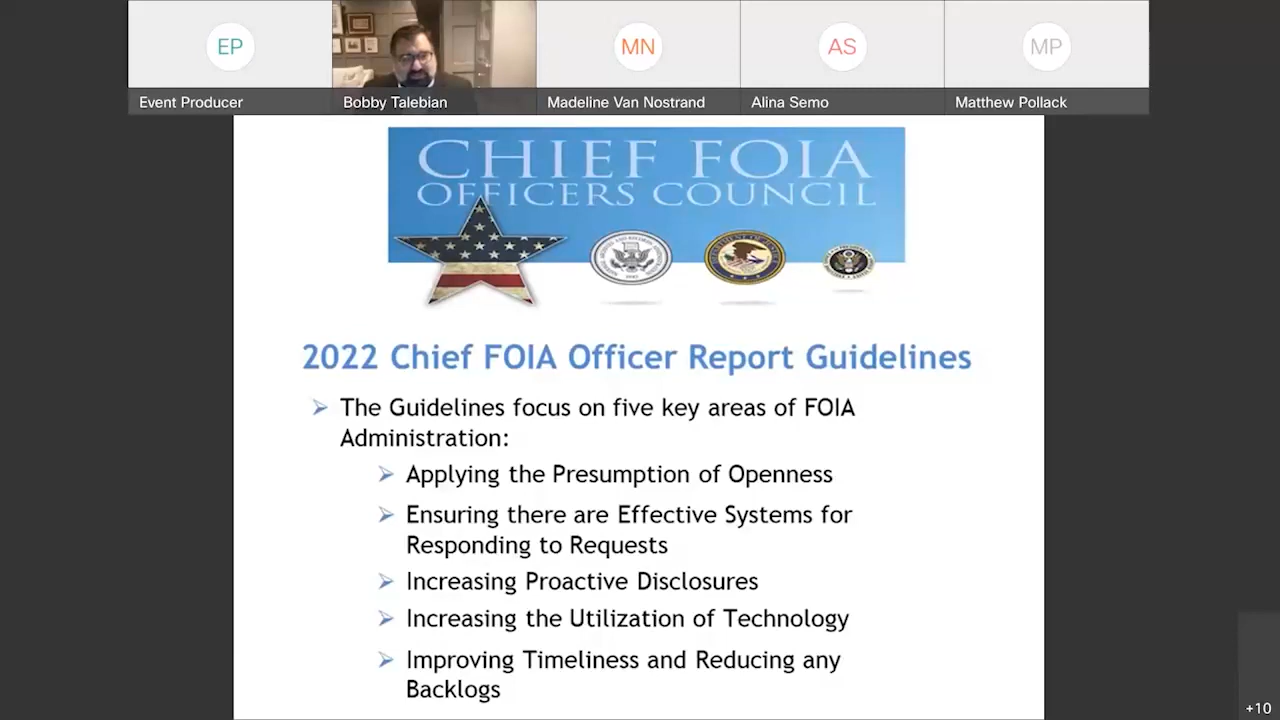 EP
MN
AS
MP
Event Producer
Bobby Talebian
Madeline Van Nostrand
Alina Semo
Matthew Pollack
CHIEF FOIA
OFFICERS COUNCIL
2022 Chief FOIA Officer Report Guidelines
The Guidelines focus on five key areas of FOIA
Administration:
Applying the Presumption of Openness
Ensuring there are Effective Systems for
Responding to Requests
Increasing Proactive Disclosures
Increasing the Utilization of Technology
Improving Timeliness and Reducing any
Backlogs
+10